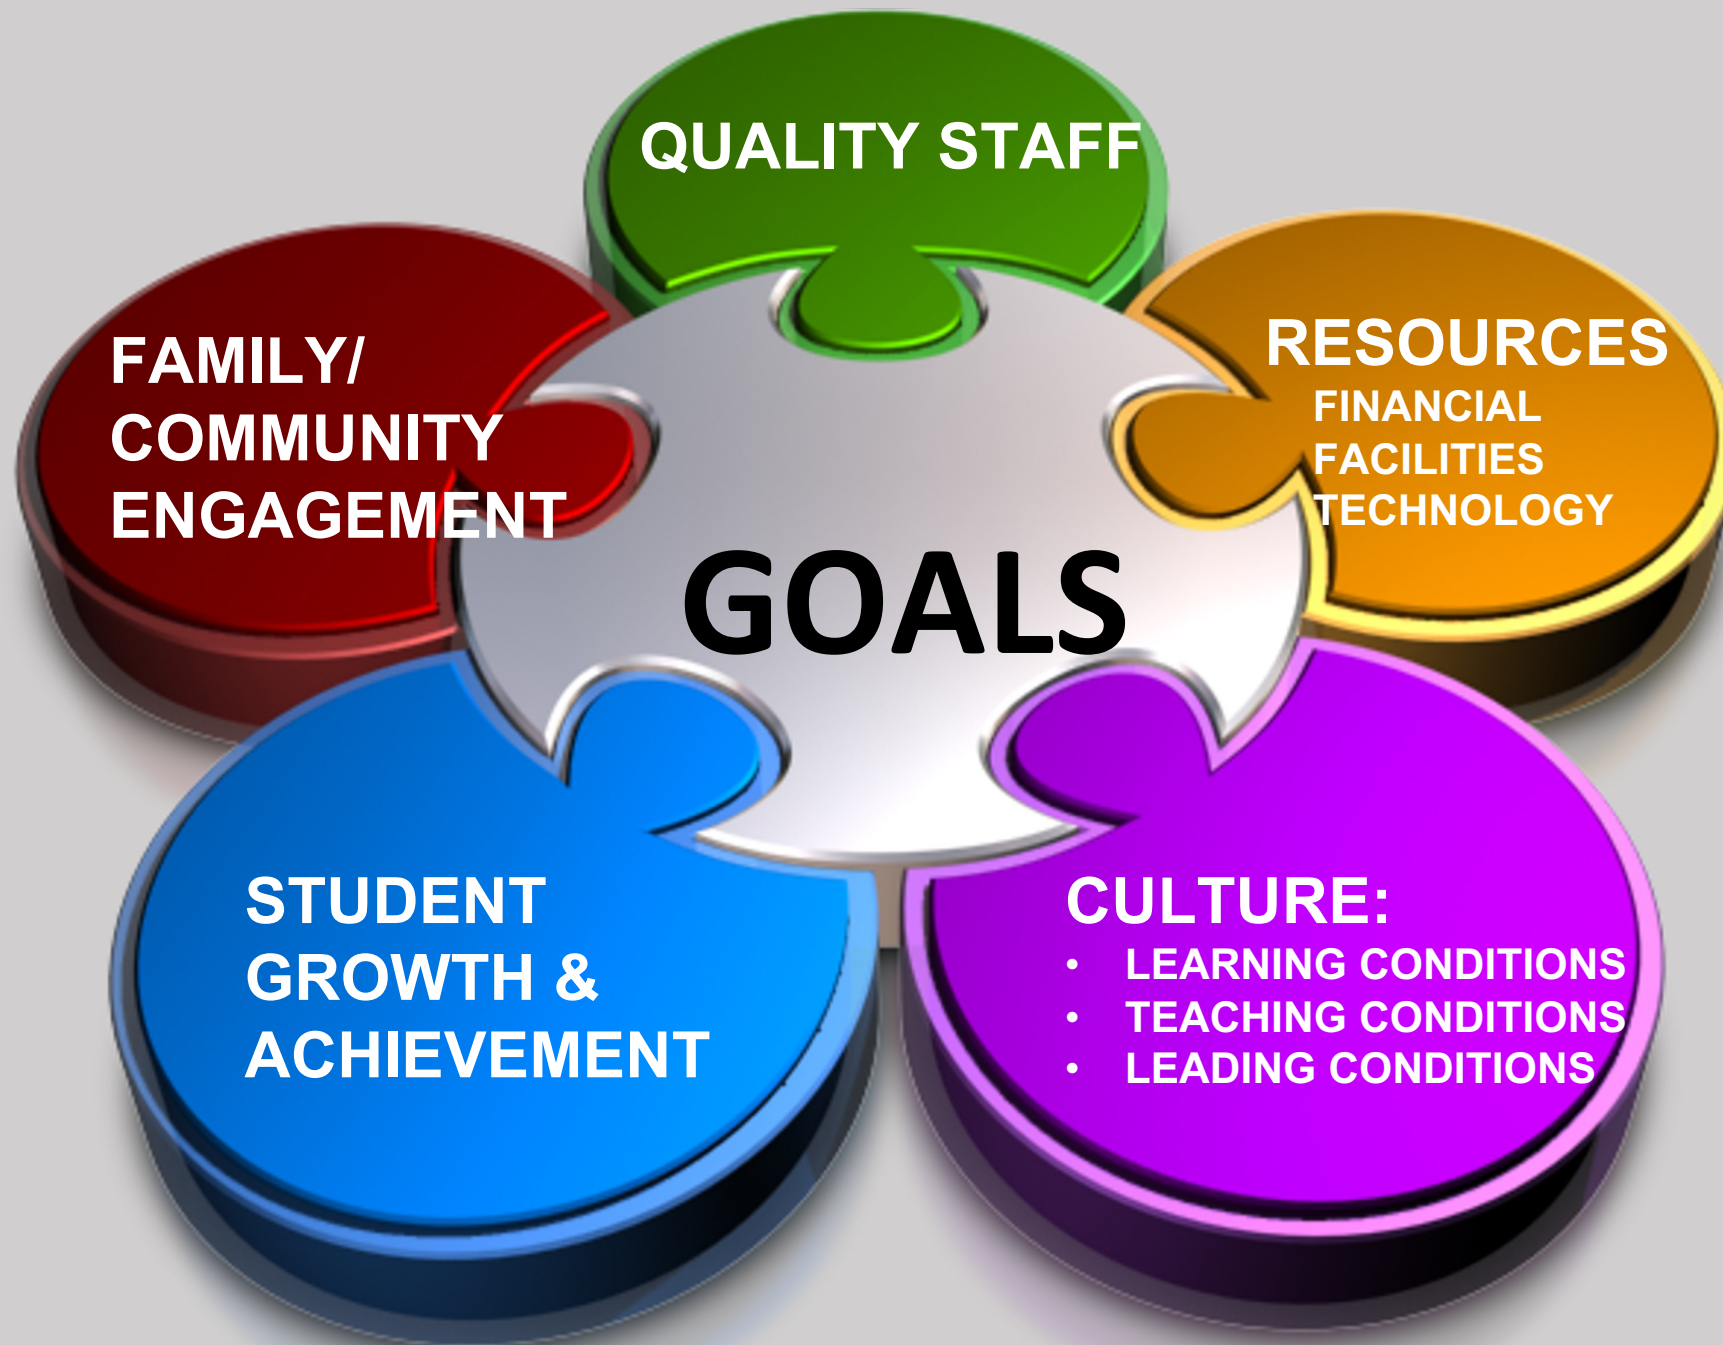 QUALITY STAFF
FAMILY/
COMMUNITY
ENGAGEMENT
RESOURCES
FINANCIAL
FACILITIES
TECHNOLOGY
GOALS
STUDENT
GROWTH &
ACHIEVEMENT
CULTURE:
• LEARNING CONDITIONS
• TEACHING CONDITIONS
• LEADING CONDITIONS